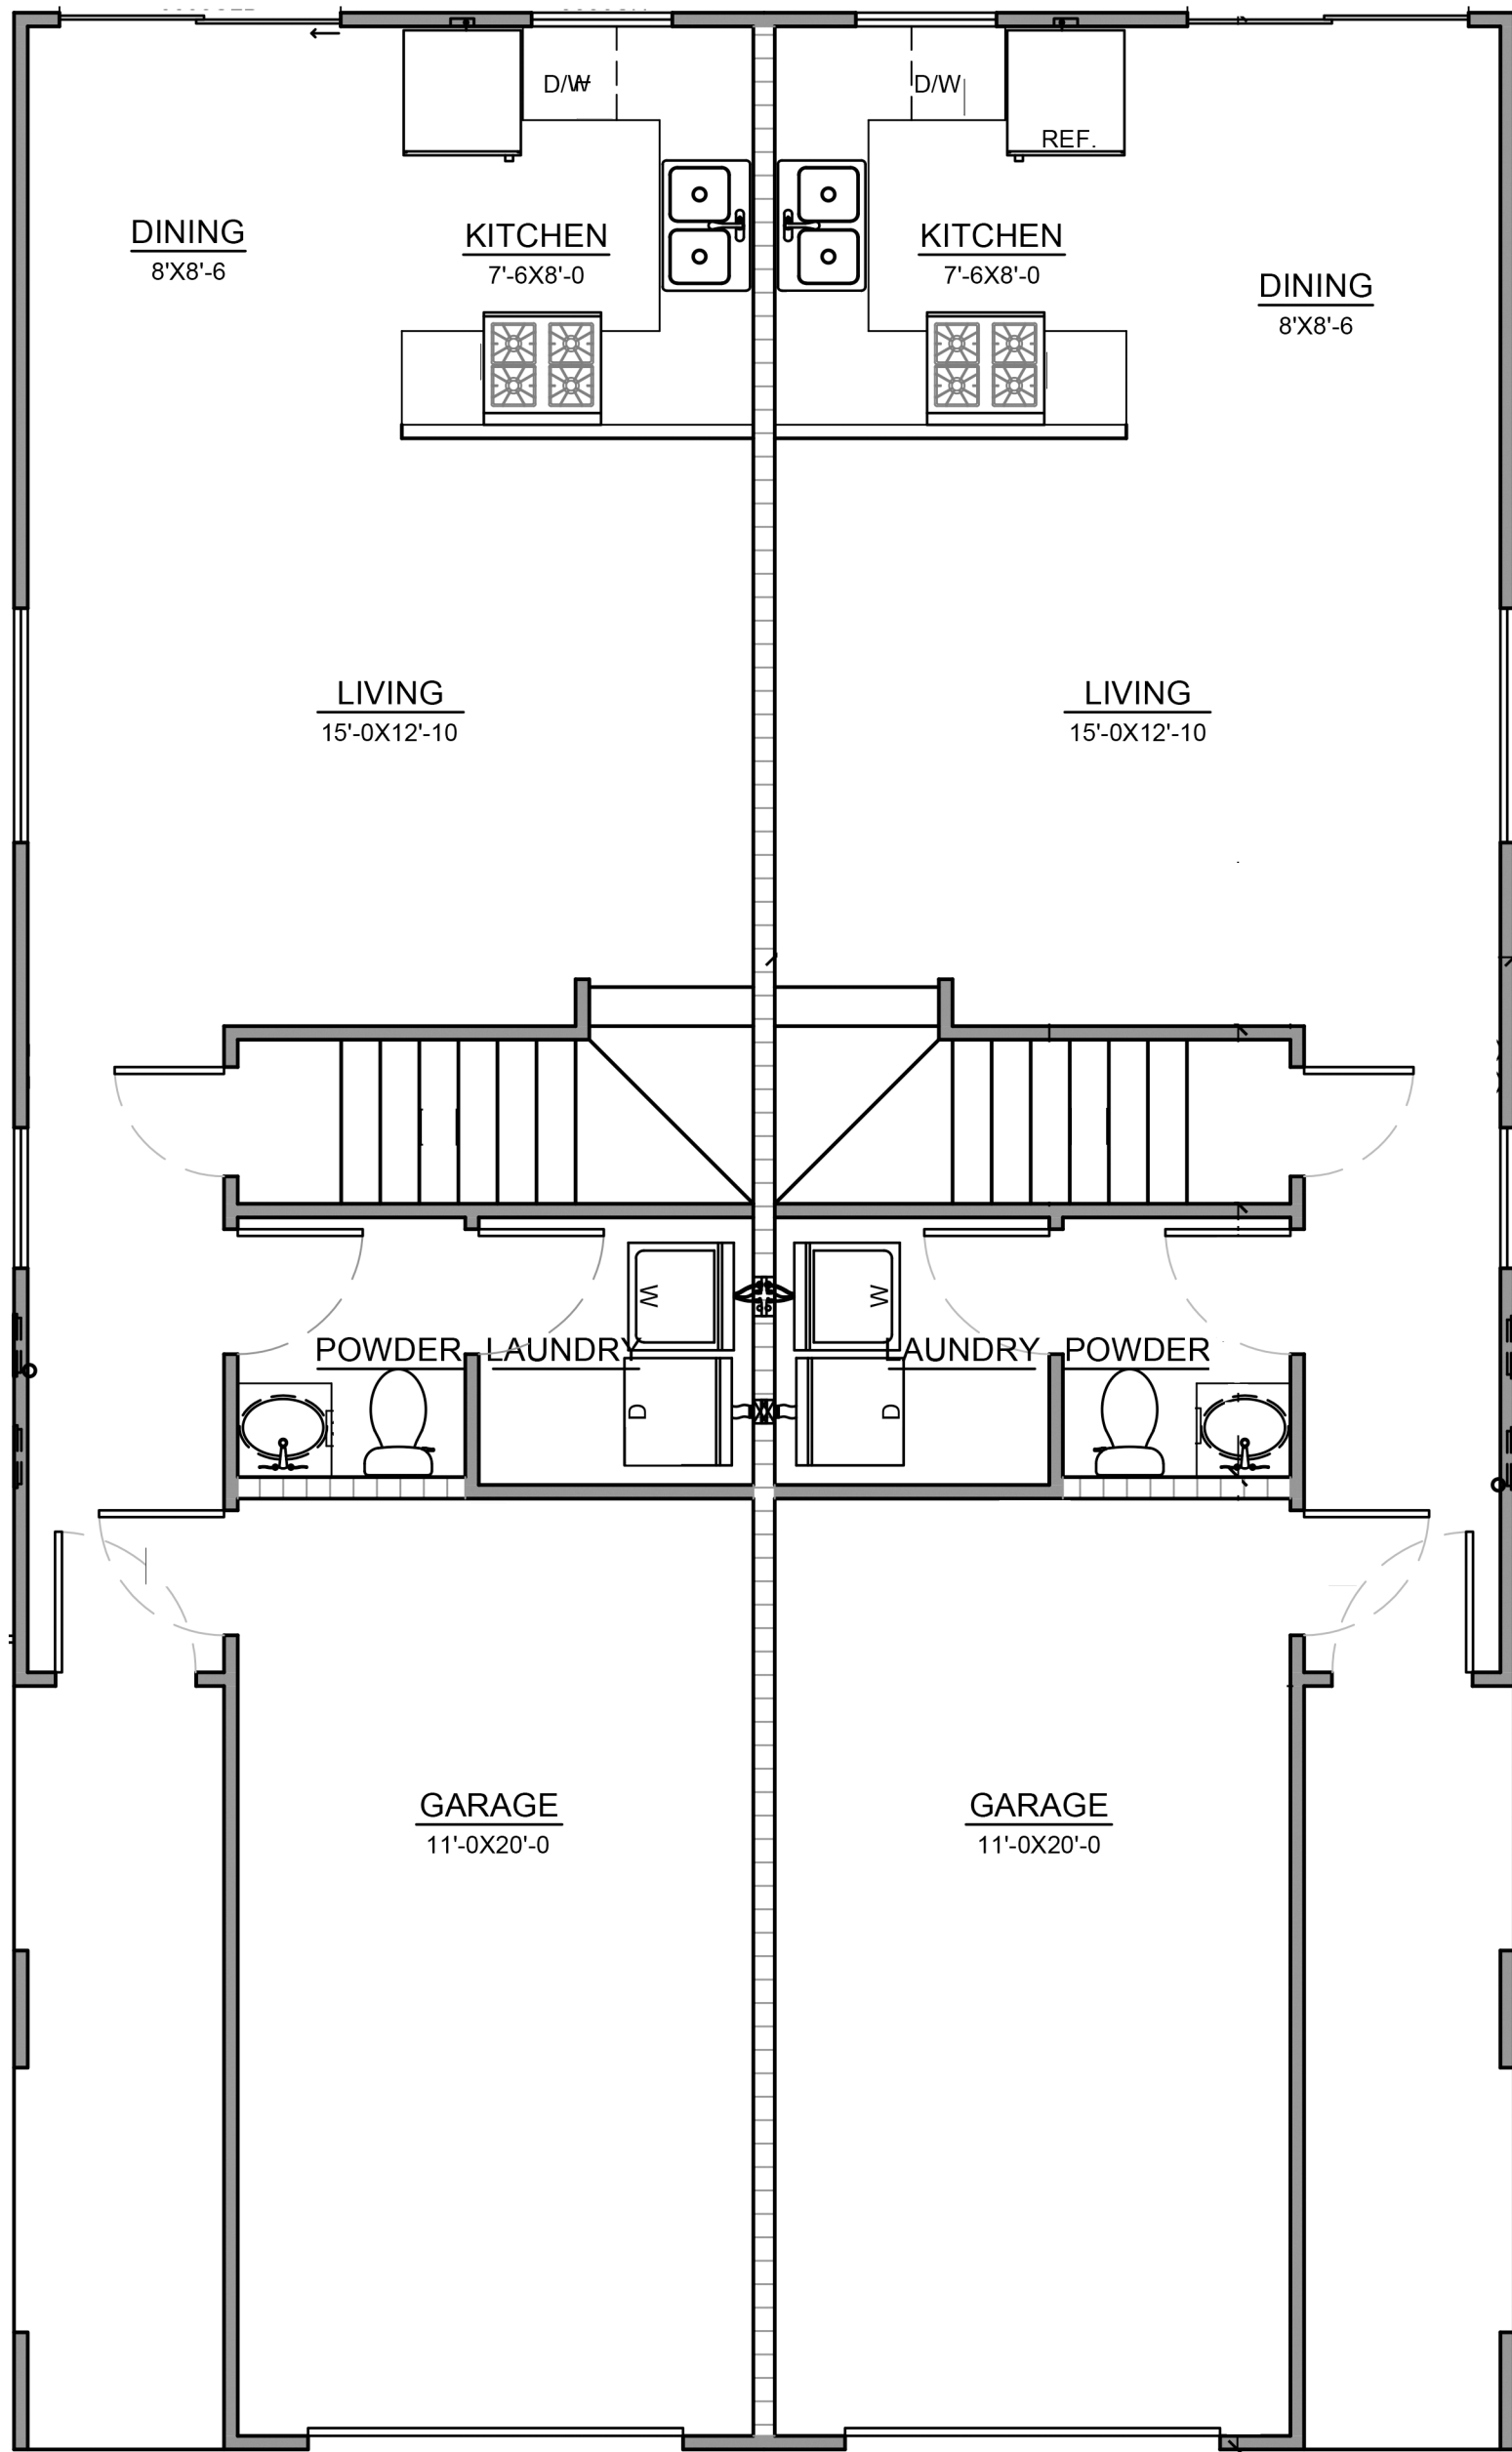 D/W
D/W
REF.
DINING
8'X8'-6
KITCHEN
7'-6X8'-0
KITCHEN
7'-6X8'-0
DINING
8'X8'-6
LIVING
15'-0X12'-10
LIVING
15'-0X12'-10
W
W
POWDER
LAUNDRY
LAUNDRY
POWDER
D
D
GARAGE
11'-0X20'-0
GARAGE
11'-0X20'-0